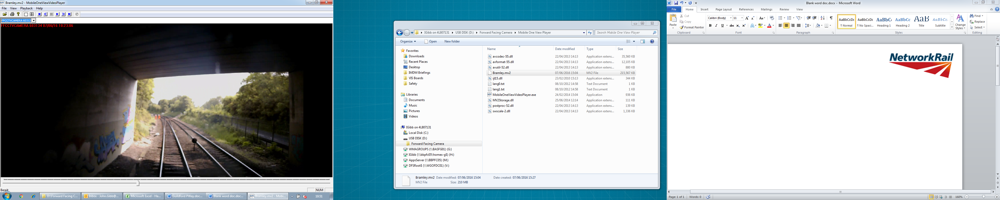 Bramley.mv2 - MobileOneViewVideoPlayer
File View Playback Help
FFCCTVCAMERA 60313
FFCCTVCAMERA 603134 07/06/16 10:23:06
Bereit
NUM
D:\Forward Facing C...
Inbox - John.Gibb@...
Microsoft Excel - Ha...
Guildford PWay.doc...
Blank word doc.doc...
Bramley.mv2 - Mobi...
10:51
IGibb on 4L807131
USB DISK (D:)
Forward Facing Camera
Mobile One View Player
Search Mobile One View Player
Organize
Open
New folder
Favorites
Downloads
Recent Places
Desktop
IMDM Briefings
VIS Boards
Safety
Libraries
Documents
Music
Pictures
Videos
IGibb on 4L807131
Local Disk (C:)
USB DISK (D:)
Forward Facing Camera
WMAGROUPS (\\BASFG01) (G:)
IGibb (\\bbpfc05\homes-g$) (H:)
AppsServer (\\BBPFC05) (M:)
DFSRoot$ (\\WGOFDC01) (V:)
Name Date modified Type Size
avcodec-55.dll 22/04/2013 14:13 Application extens... 35,560 KB
avformat-55.dll 22/04/2013 14:13 Application extens... 12,105 KB
avutil-52.dll 22/04/2013 14:13 Application extens... 880 KB
Bramley.mv2 07/06/2016 15:04 MV2 File 215,567 KB
ijl15.dll 23/02/2010 15:13 Application extens... 344 KB
lang0.txt 08/10/2012 14:58 Text Document 1 KB
lang1.txt 08/10/2012 14:58 Text Document 1 KB
MobileOneViewVideoPlayer.exe 24/02/2014 15:04 Application 936 KB
MV2Storage.dll 25/06/2014 12:14 Application extens... 111 KB
postproc-52.dll 22/04/2013 14:13 Application extens... 139 KB
swscale-2.dll 22/04/2013 14:13 Application extens... 1,336 KB
Bramley.mv2 Date modified: 07/06/2016 15:04 Date created: 07/06/2016 15:27
MV2 File Size: 210 MB
Blank word doc.docx - Microsoft Word
File Home Insert Page Layout References Mailings Review View
Paste
Cut
Copy
Format Painter
Clipboard
Calibri (Body) 11
Font
Paragraph
AaBbCcDc AaBbCcDc AaBbC AaBbCc AaB AaBbCc.
¶ Normal ¶ No Spaci... Heading 1 Heading 2 Title Subtitle
Styles
Change Styles
Find
Replace
Select
Editing
NetworkRail
Page: 1 of 1 Words: 0
160%